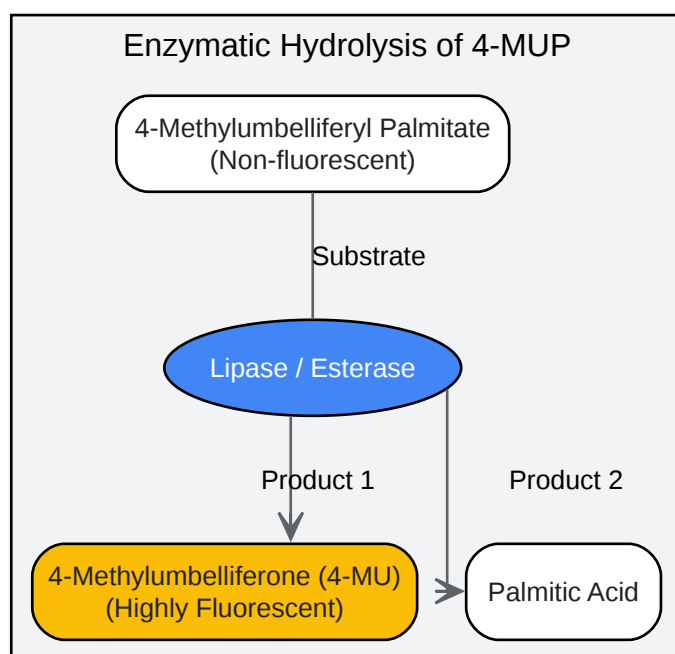 Enzymatic Hydrolysis of 4-MUP
4-Methylumbelliferyl Palmitate
(Non-fluorescent)
Substrate
Lipase / Esterase
Product 1
Product 2
4-Methylumbelliferone (4-MU)
(Highly Fluorescent)
Palmitic Acid